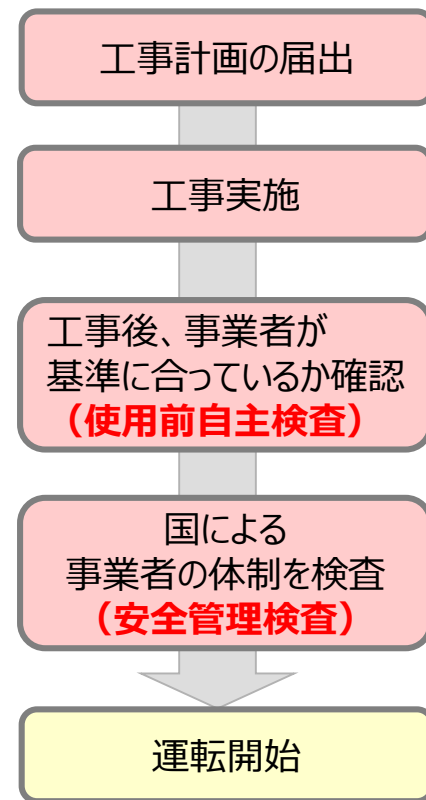 工事計画の届出
工事実施
工事後、事業者が
基準に合っているか確認
（使用前自主検査）
国による
事業者の体制を検査
（安全管理検査）
運転開始